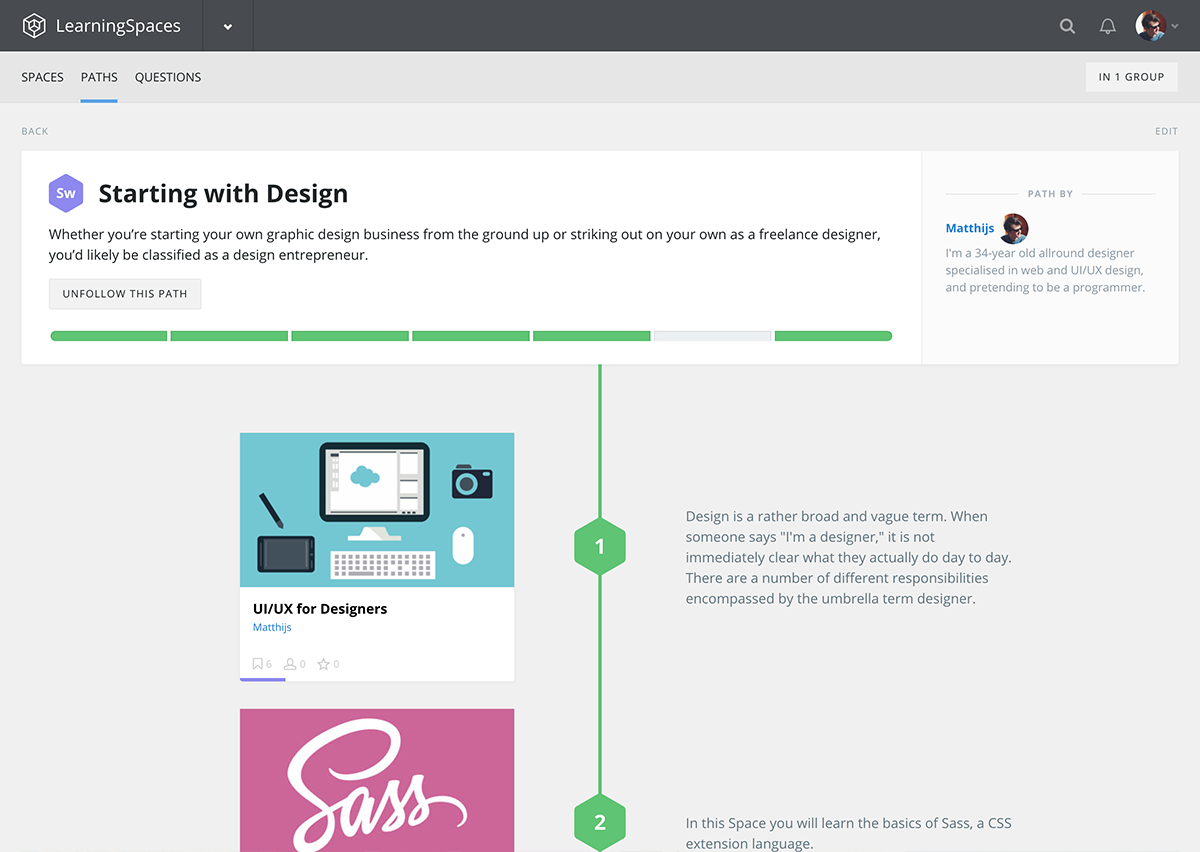 LearningSpaces
SPACES PATHS QUESTIONS
IN 1 GROUP
BACK
EDIT
Sw
Starting with Design
Whether you’re starting your own graphic design business from the ground up or striking out on your own as a freelance designer,
you’d likely be classified as a design entrepreneur.
UNFOLLOW THIS PATH
PATH BY
Matthijs
I'm a 34-year old allround designer
specialised in web and UI/UX design,
and pretending to be a programmer.
UI/UX for Designers
Matthijs
6 0 0
1
Design is a rather broad and vague term. When
someone says "I'm a designer," it is not
immediately clear what they actually do day to day.
There are a number of different responsibilities
encompassed by the umbrella term designer.
Sass
2
In this Space you will learn the basics of Sass, a CSS
extension language.